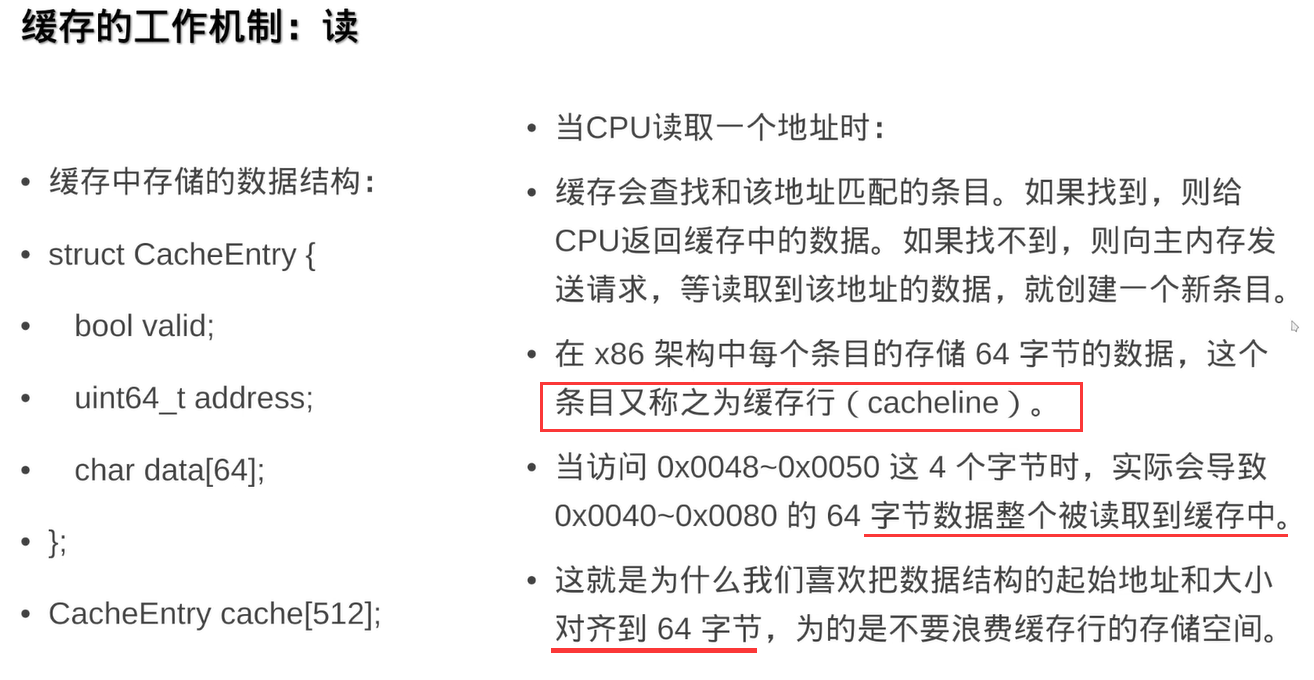 缓存的工作机制：读
• 缓存中存储的数据结构：
• struct CacheEntry {
• bool valid;
• uint64_t address;
• char data[64];
• };
• CacheEntry cache[512];
• 当CPU读取一个地址时：
• 缓存会查找和该地址匹配的条目。如果找到，则给
CPU返回缓存中的数据。如果找不到，则向主内存发
送请求，等读取到该地址的数据，就创建一个新条目。
• 在 x86 架构中每个条目的存储 64 字节的数据，这个
条目又称之为缓存行（cacheline）。
• 当访问 0x0048~0x0050 这 4 个字节时，实际会导致
0x0040~0x0080 的 64 字节数据整个被读取到缓存中。
• 这就是为什么我们喜欢把数据结构的起始地址和大小
对齐到 64 字节，为的是不要浪费缓存行的存储空间。